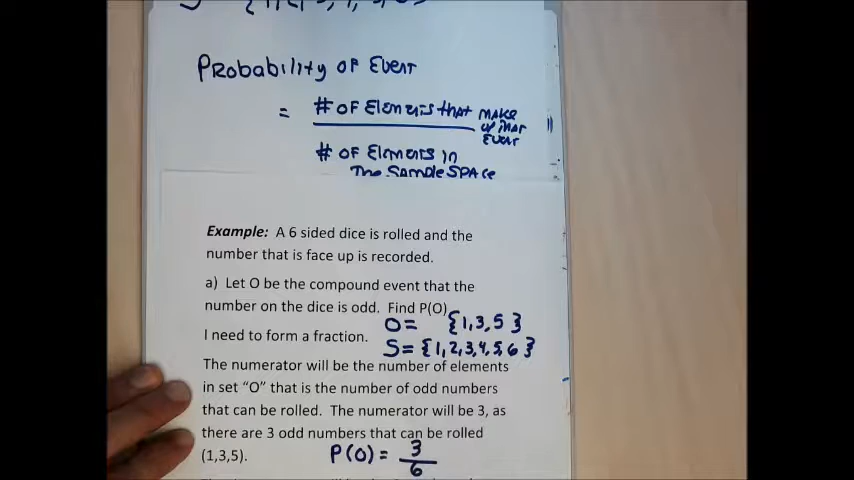 PRobability OF EVENT
= # OF Elements that MAKE
up that
EVENT
# OF Elements in
The Sample SPACE
Example: A 6 sided dice is rolled and the
number that is face up is recorded.
a) Let O be the compound event that the
number on the dice is odd. Find P(O)
O= {1,3,5}
I need to form a fraction.
S={1,2,3,4,5,6}
The numerator will be the number of elements
in set “O” that is the number of odd numbers
that can be rolled. The numerator will be 3, as
there are 3 odd numbers that can be rolled
(1,3,5). P(O)= 3
6